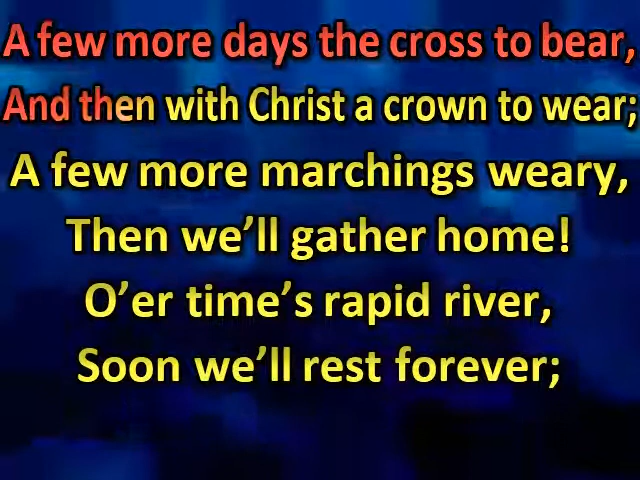 A few more days the cross to bear,
And then with Christ a crown to wear;
A few more marchings weary,
Then we’ll gather home!
O’er time’s rapid river,
Soon we’ll rest forever;